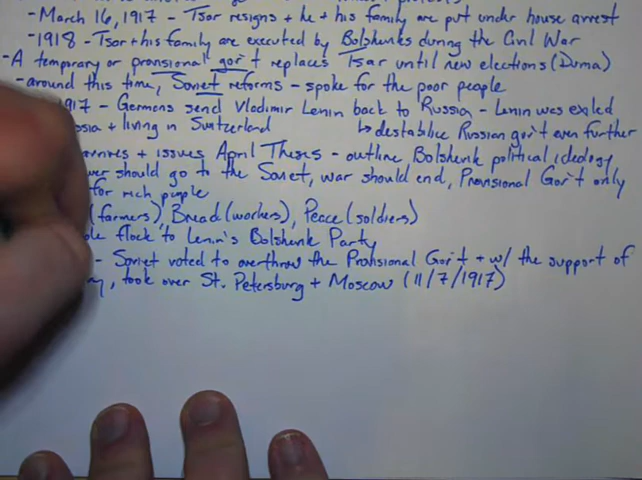 - March 16, 1917 - Tsar resigns + he + his family are put under house arrest
- 1918 - Tsar + his family are executed by Bolsheviks during the Civil War
- A temporary or provisional gov't replaces Tsar until new elections (Duma)
- around this time, Soviet reforms - spoke for the poor people
1917 - Germans send Vladimir Lenin back to Russia - Lenin was exiled
+ living in Switzerland ↳ destabilize Russian gov't even further
+ issues April Theses - outline Bolshevik political ideology
should go to the Soviet, war should end, Provisional Gov't only
for rich people
(farmers), Bread (workers), Peace (soldiers)
flock to Lenin's Bolshevik Party
- Soviet voted to overthrow the Provisional Gov't + w/ the support of
, took over St. Petersburg + Moscow (11/7/1917)